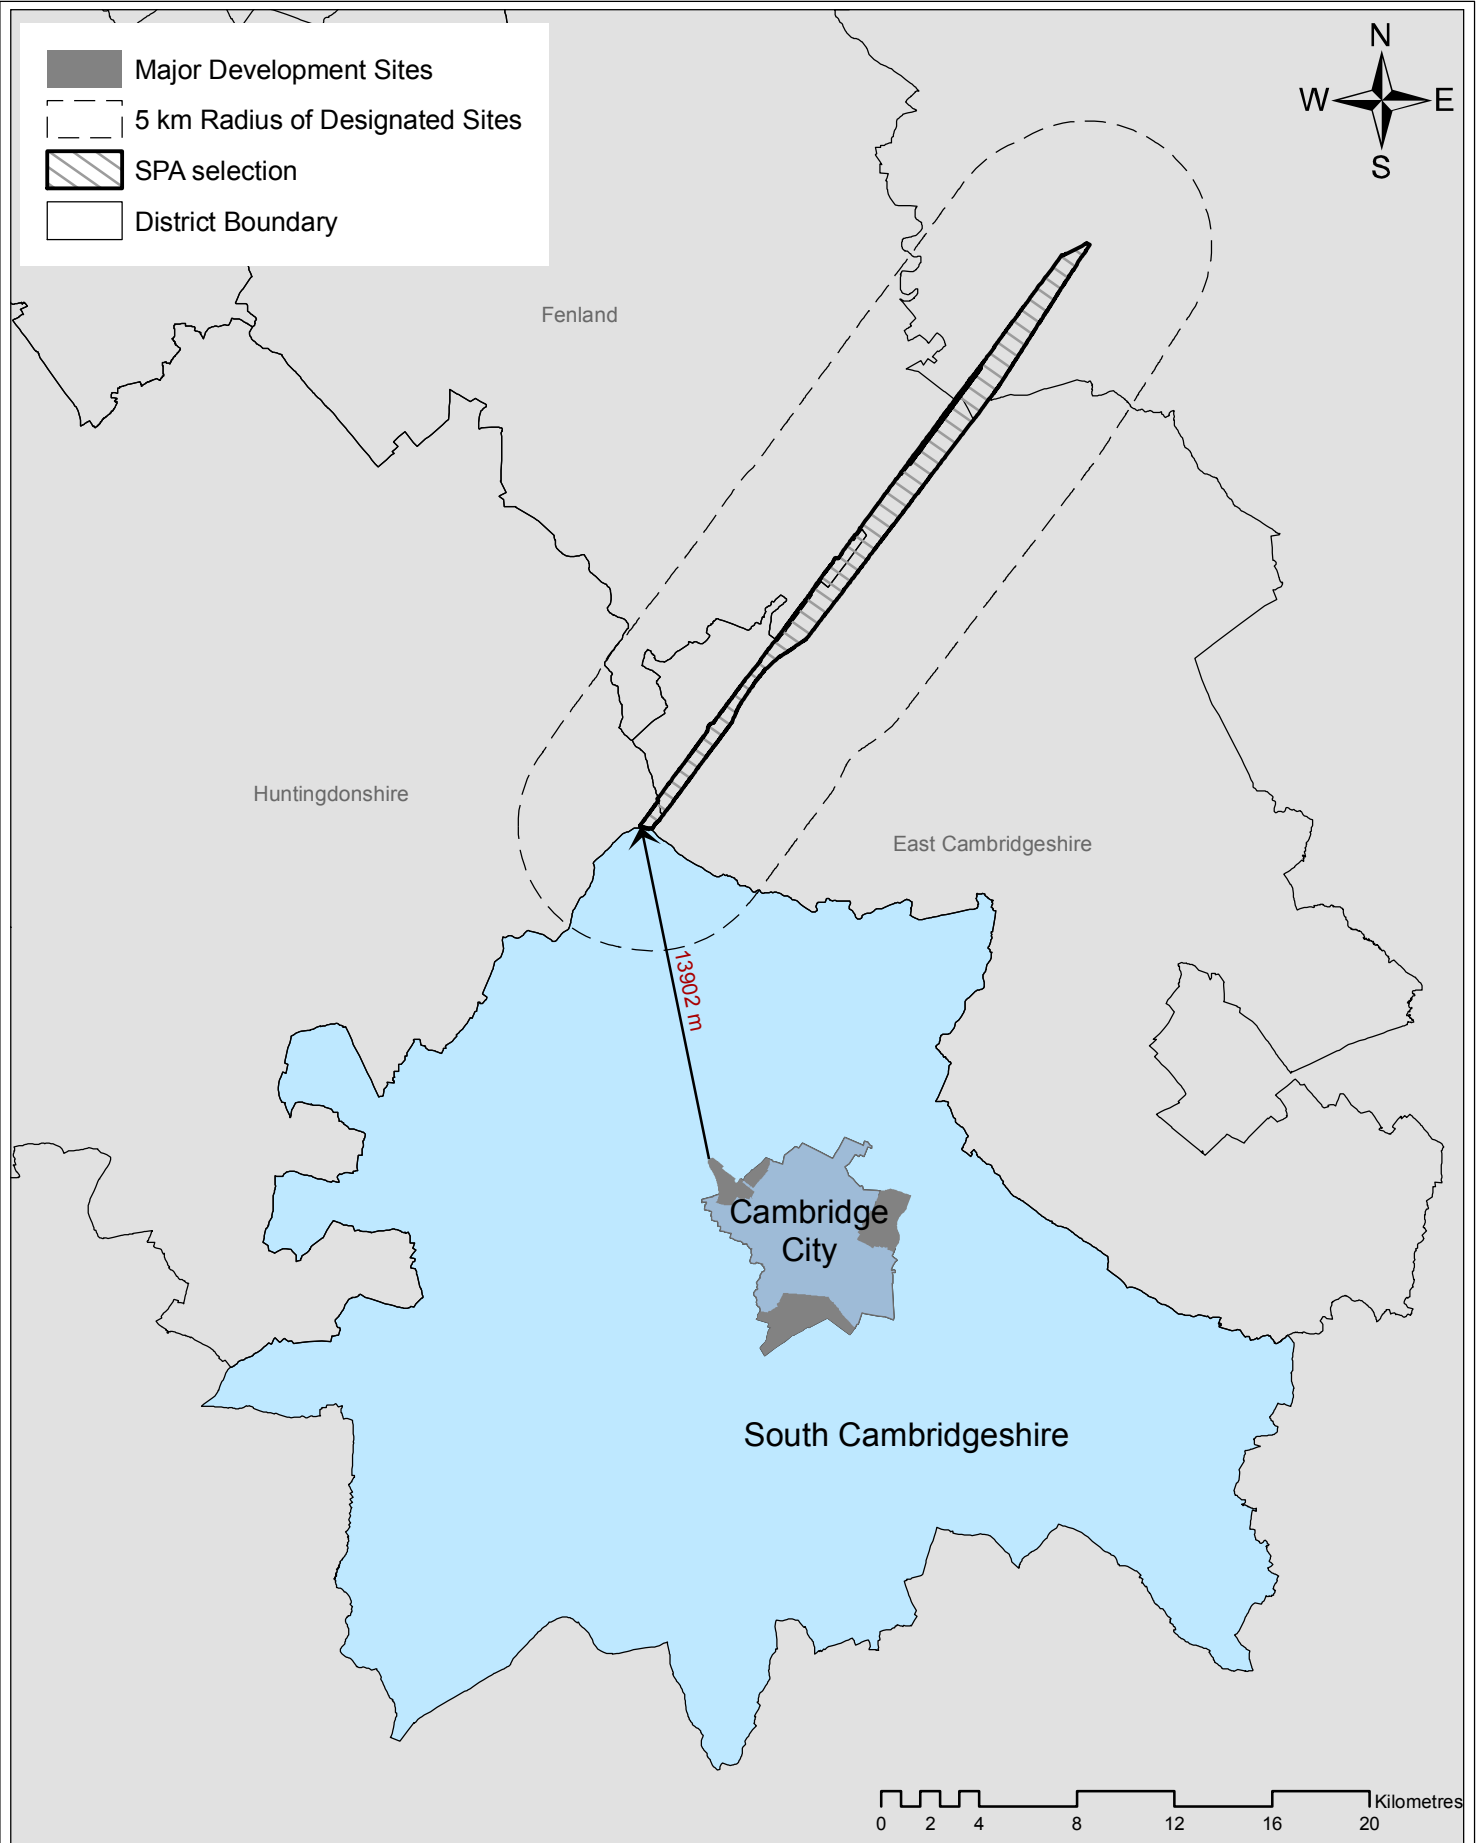 Major Development Sites
5 km Radius of Designated Sites
SPA selection
District Boundary
N
W E
S
Fenland
Huntingdonshire
East Cambridgeshire
13902 m
Cambridge
City
South Cambridgeshire
Kilometres
0 2 4 8 12 16 20